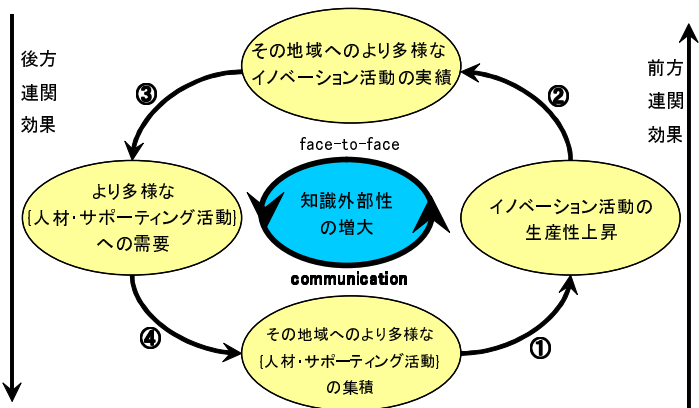 後方
連関
効果
その地域へのより多様な
イノベーション活動の実績
③
②
前方
連関
効果
face-to-face
知識外部性
の増大
communication
より多様な
{人材・サポーティング活動}
への需要
イノベーション活動の
生産性上昇
④
①
その地域へのより多様な
{人材・サポーティング活動}
の集積